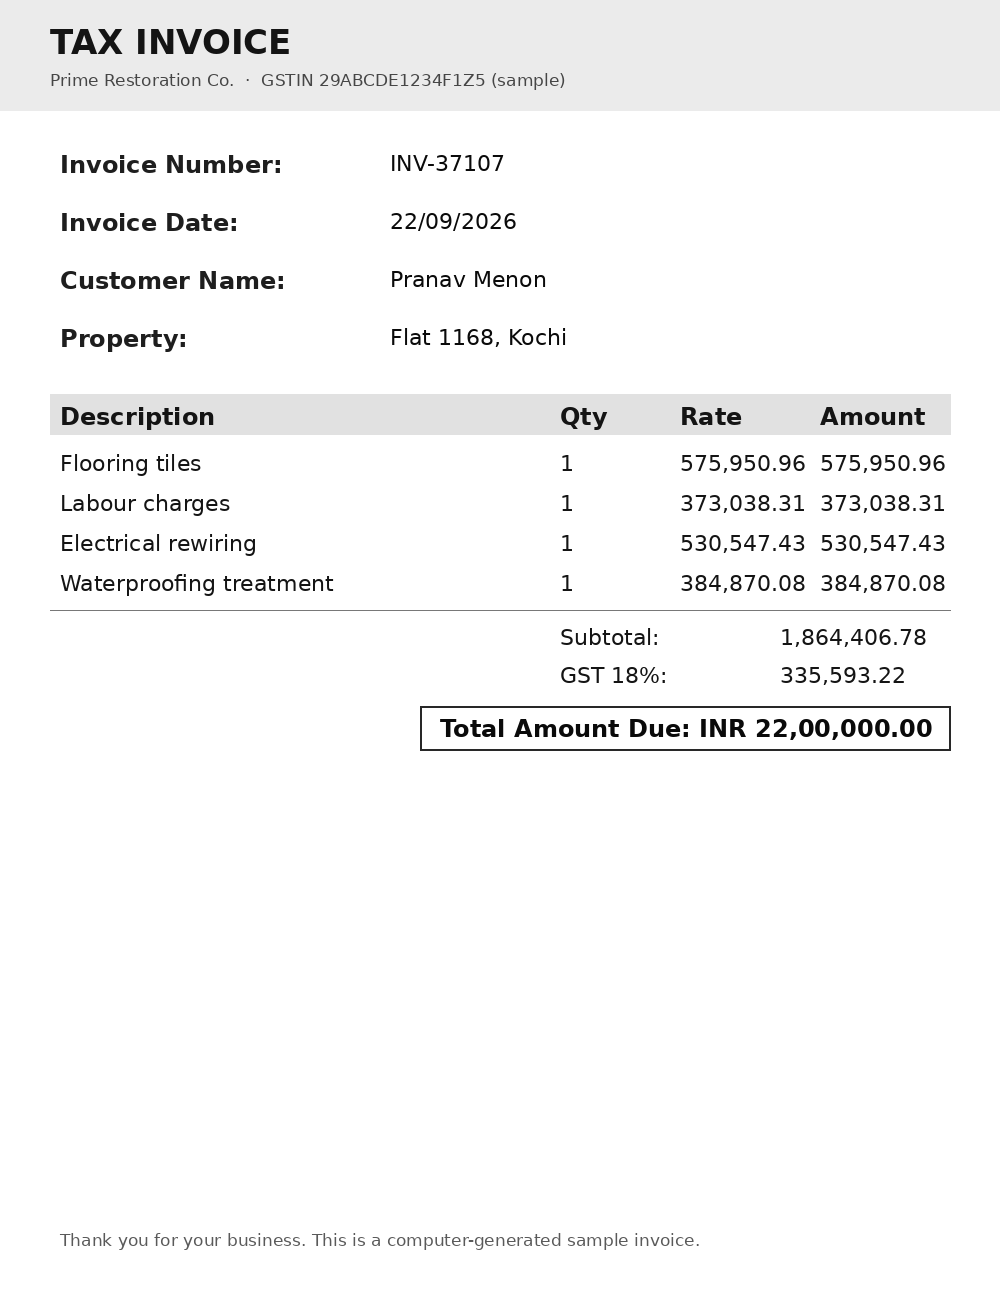 TAX INVOICE
Prime Restoration Co. · GSTIN 29ABCDE1234F1Z5 (sample)
Invoice Number: INV-37107
Invoice Date: 22/09/2026
Customer Name: Pranav Menon
Property: Flat 1168, Kochi
Description Qty Rate Amount
Flooring tiles 1 575,950.96 575,950.96
Labour charges 1 373,038.31 373,038.31
Electrical rewiring 1 530,547.43 530,547.43
Waterproofing treatment 1 384,870.08 384,870.08
Subtotal: 1,864,406.78
GST 18%: 335,593.22
Total Amount Due: INR 22,00,000.00
Thank you for your business. This is a computer-generated sample invoice.